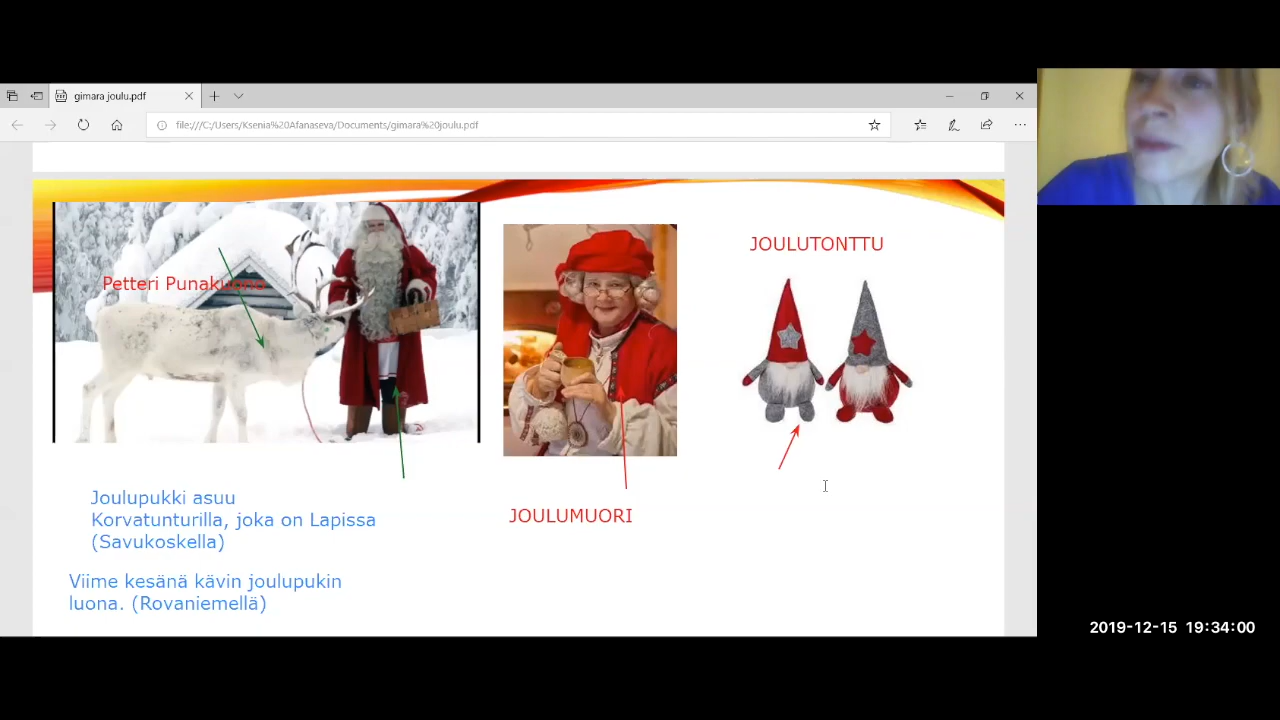 gimara joulu.pdf
file:///C:/Users/Ksenia%20Afanaseva/Documents/gimara%20joulu.pdf
Petteri Punakuono
JOULUTONTTU
Joulupukki asuu
Korvatunturilla, joka on Lapissa
(Savukoskella)
JOULUMUORI
Viime kesänä kävin joulupukin
luona. (Rovaniemellä)
2019-12-15 19:34:00